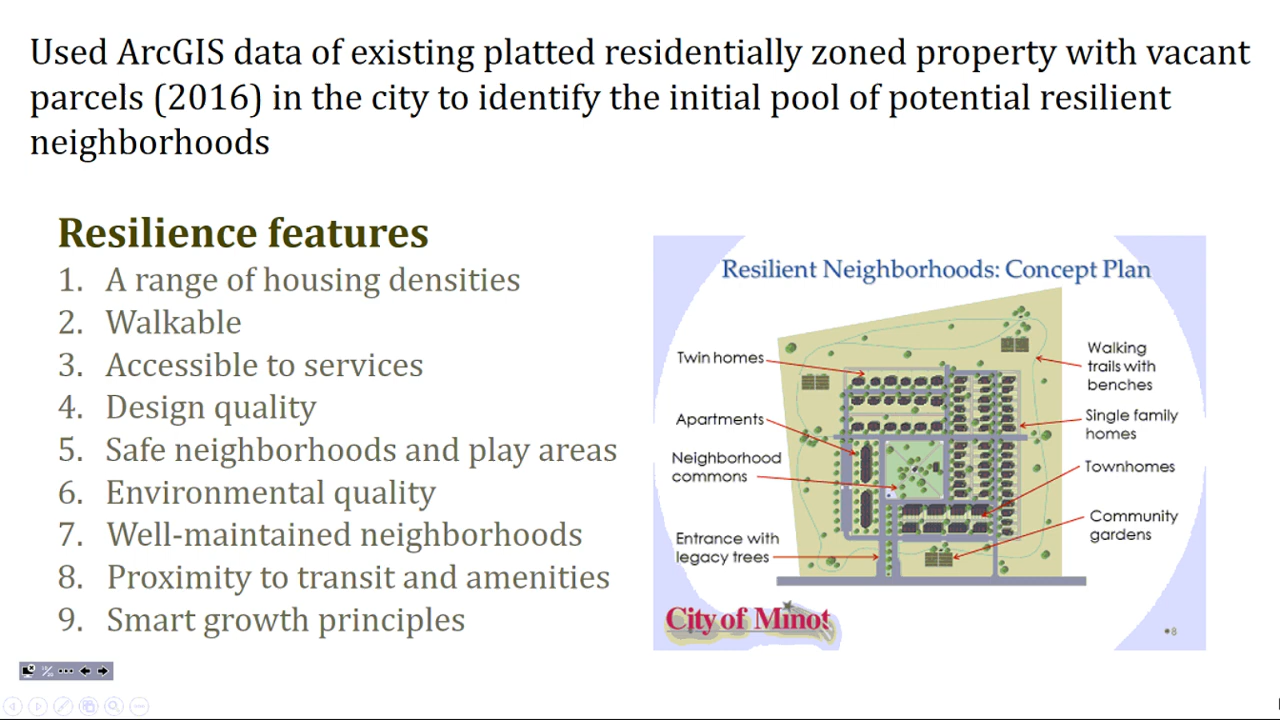 Used ArcGIS data of existing platted residentially zoned property with vacant
parcels (2016) in the city to identify the initial pool of potential resilient
neighborhoods
Resilience features
1. A range of housing densities
2. Walkable
3. Accessible to services
4. Design quality
5. Safe neighborhoods and play areas
6. Environmental quality
7. Well-maintained neighborhoods
8. Proximity to transit and amenities
9. Smart growth principles
Resilient Neighborhoods: Concept Plan
Twin homes
Apartments
Neighborhood
commons
Entrance with
legacy trees
Walking
trails with
benches
Single family
homes
Townhomes
Community
gardens
City of Minot
8